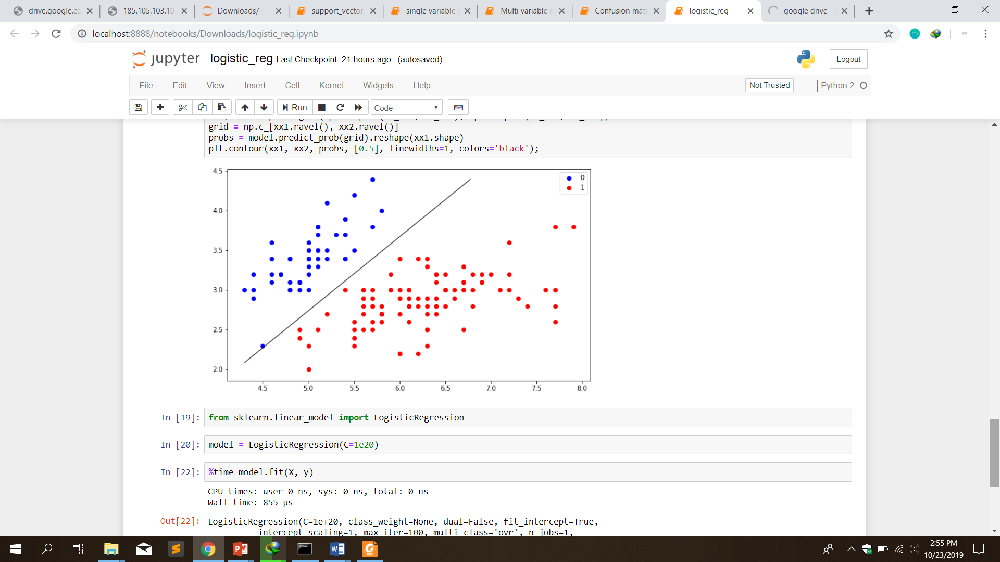 drive.google.co
185.105.103.10
Downloads/
support_vector
single variable
Multi variable
Confusion mat
logistic_reg
google drive -
localhost:8888/notebooks/Downloads/logistic_reg.ipynb
jupyter logistic_reg Last Checkpoint: 21 hours ago (autosaved)
Logout
File Edit View Insert Cell Kernel Widgets Help
Not Trusted
Python 2
Run
Code
grid = np.c_[xx1.ravel(), xx2.ravel()]
probs = model.predict_prob(grid).reshape(xx1.shape)
plt.contour(xx1, xx2, probs, [0.5], linewidths=1, colors='black');
4.5
4.0
3.5
3.0
2.5
2.0
0
1
4.5 5.0 5.5 6.0 6.5 7.0 7.5 8.0
In [19]: from sklearn.linear_model import LogisticRegression
In [20]: model = LogisticRegression(C=1e20)
In [22]: %time model.fit(X, y)
CPU times: user 0 ns, sys: 0 ns, total: 0 ns
Wall time: 855 µs
Out[22]: LogisticRegression(C=1e+20, class_weight=None, dual=False, fit_intercept=True,
intercept_scaling=1, max_iter=100, multi_class='ovr', n_jobs=1,
2:55 PM
10/23/2019